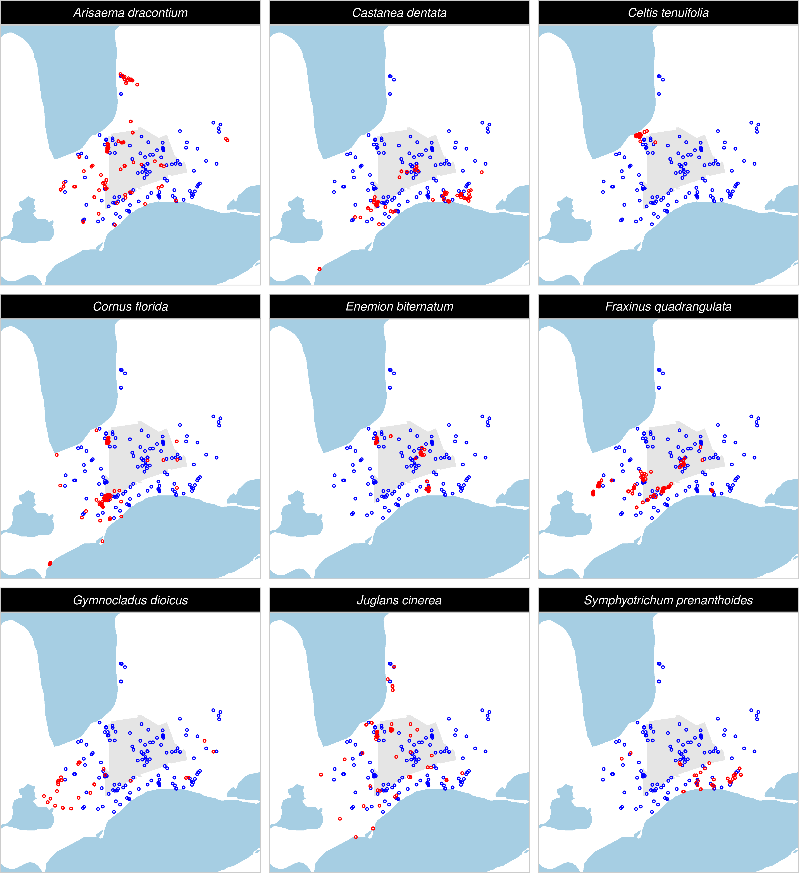 Arisaema dracontium
Castanea dentata
Celtis tenuifolia
Cornus florida
Enemion biternatum
Fraxinus quadrangulata
Gymnocladus dioicus
Juglans cinerea
Symphyotrichum prenanthoides